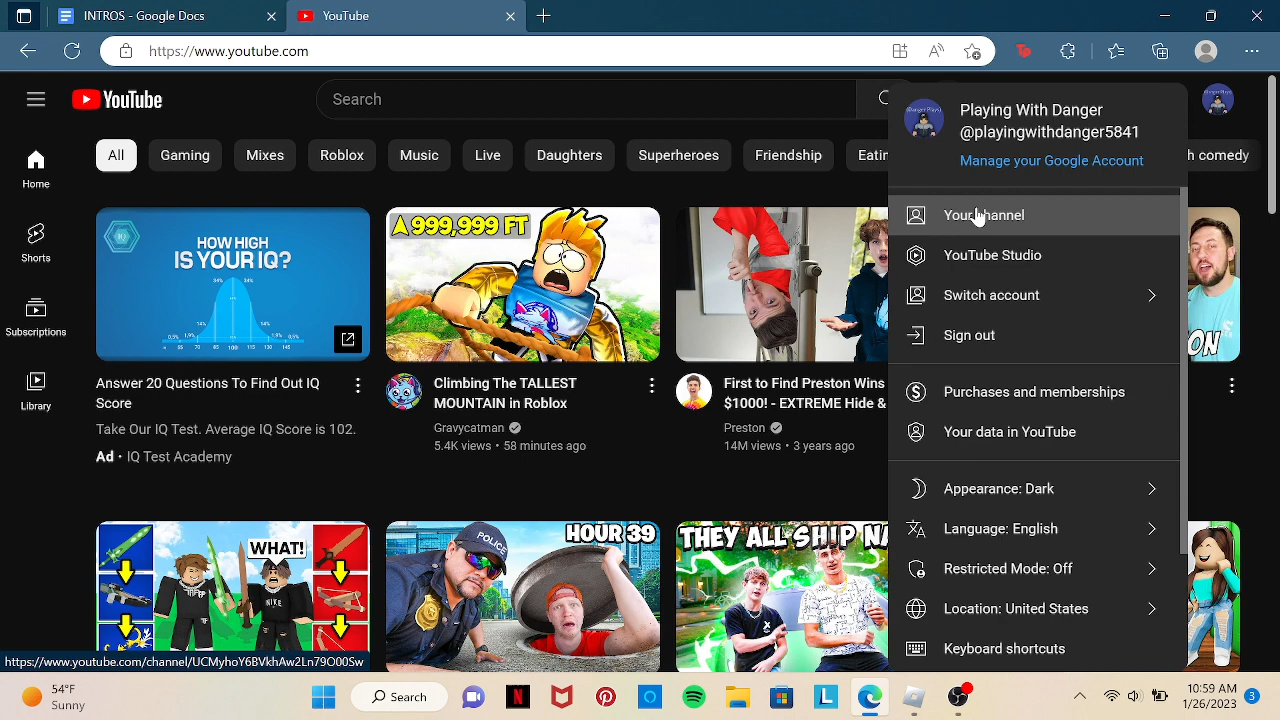 INTROS - Google Docs
YouTube
https://www.youtube.com
YouTube
Search
Playing With Danger
@playingwithdanger5841
Manage your Google Account
All
Gaming
Mixes
Roblox
Music
Live
Daughters
Superheroes
Friendship
h comedy
Home
Shorts
Subscriptions
Library
HOW HIGH
IS YOUR IQ?
Answer 20 Questions To Find Out IQ
Score
Take Our IQ Test. Average IQ Score is 102.
Ad • IQ Test Academy
999,999 FT
Climbing The TALLEST
MOUNTAIN in Roblox
Gravycatman
5.4K views • 58 minutes ago
First to Find Preston Wins
$1000! - EXTREME Hide &
Preston
14M views • 3 years ago
ON
Your channel
YouTube Studio
Switch account
Sign out
Purchases and memberships
Your data in YouTube
Appearance: Dark
Language: English
Restricted Mode: Off
Location: United States
Keyboard shortcuts
WHAT!
NIKE
POLICE
HOUR 39
THEY ALL SHIP NA
https://www.youtube.com/channel/UCMyhoY6BVkhAw2Ln79O00Sw
54°F
Sunny
Search
10:59 AM
1/26/2023
3